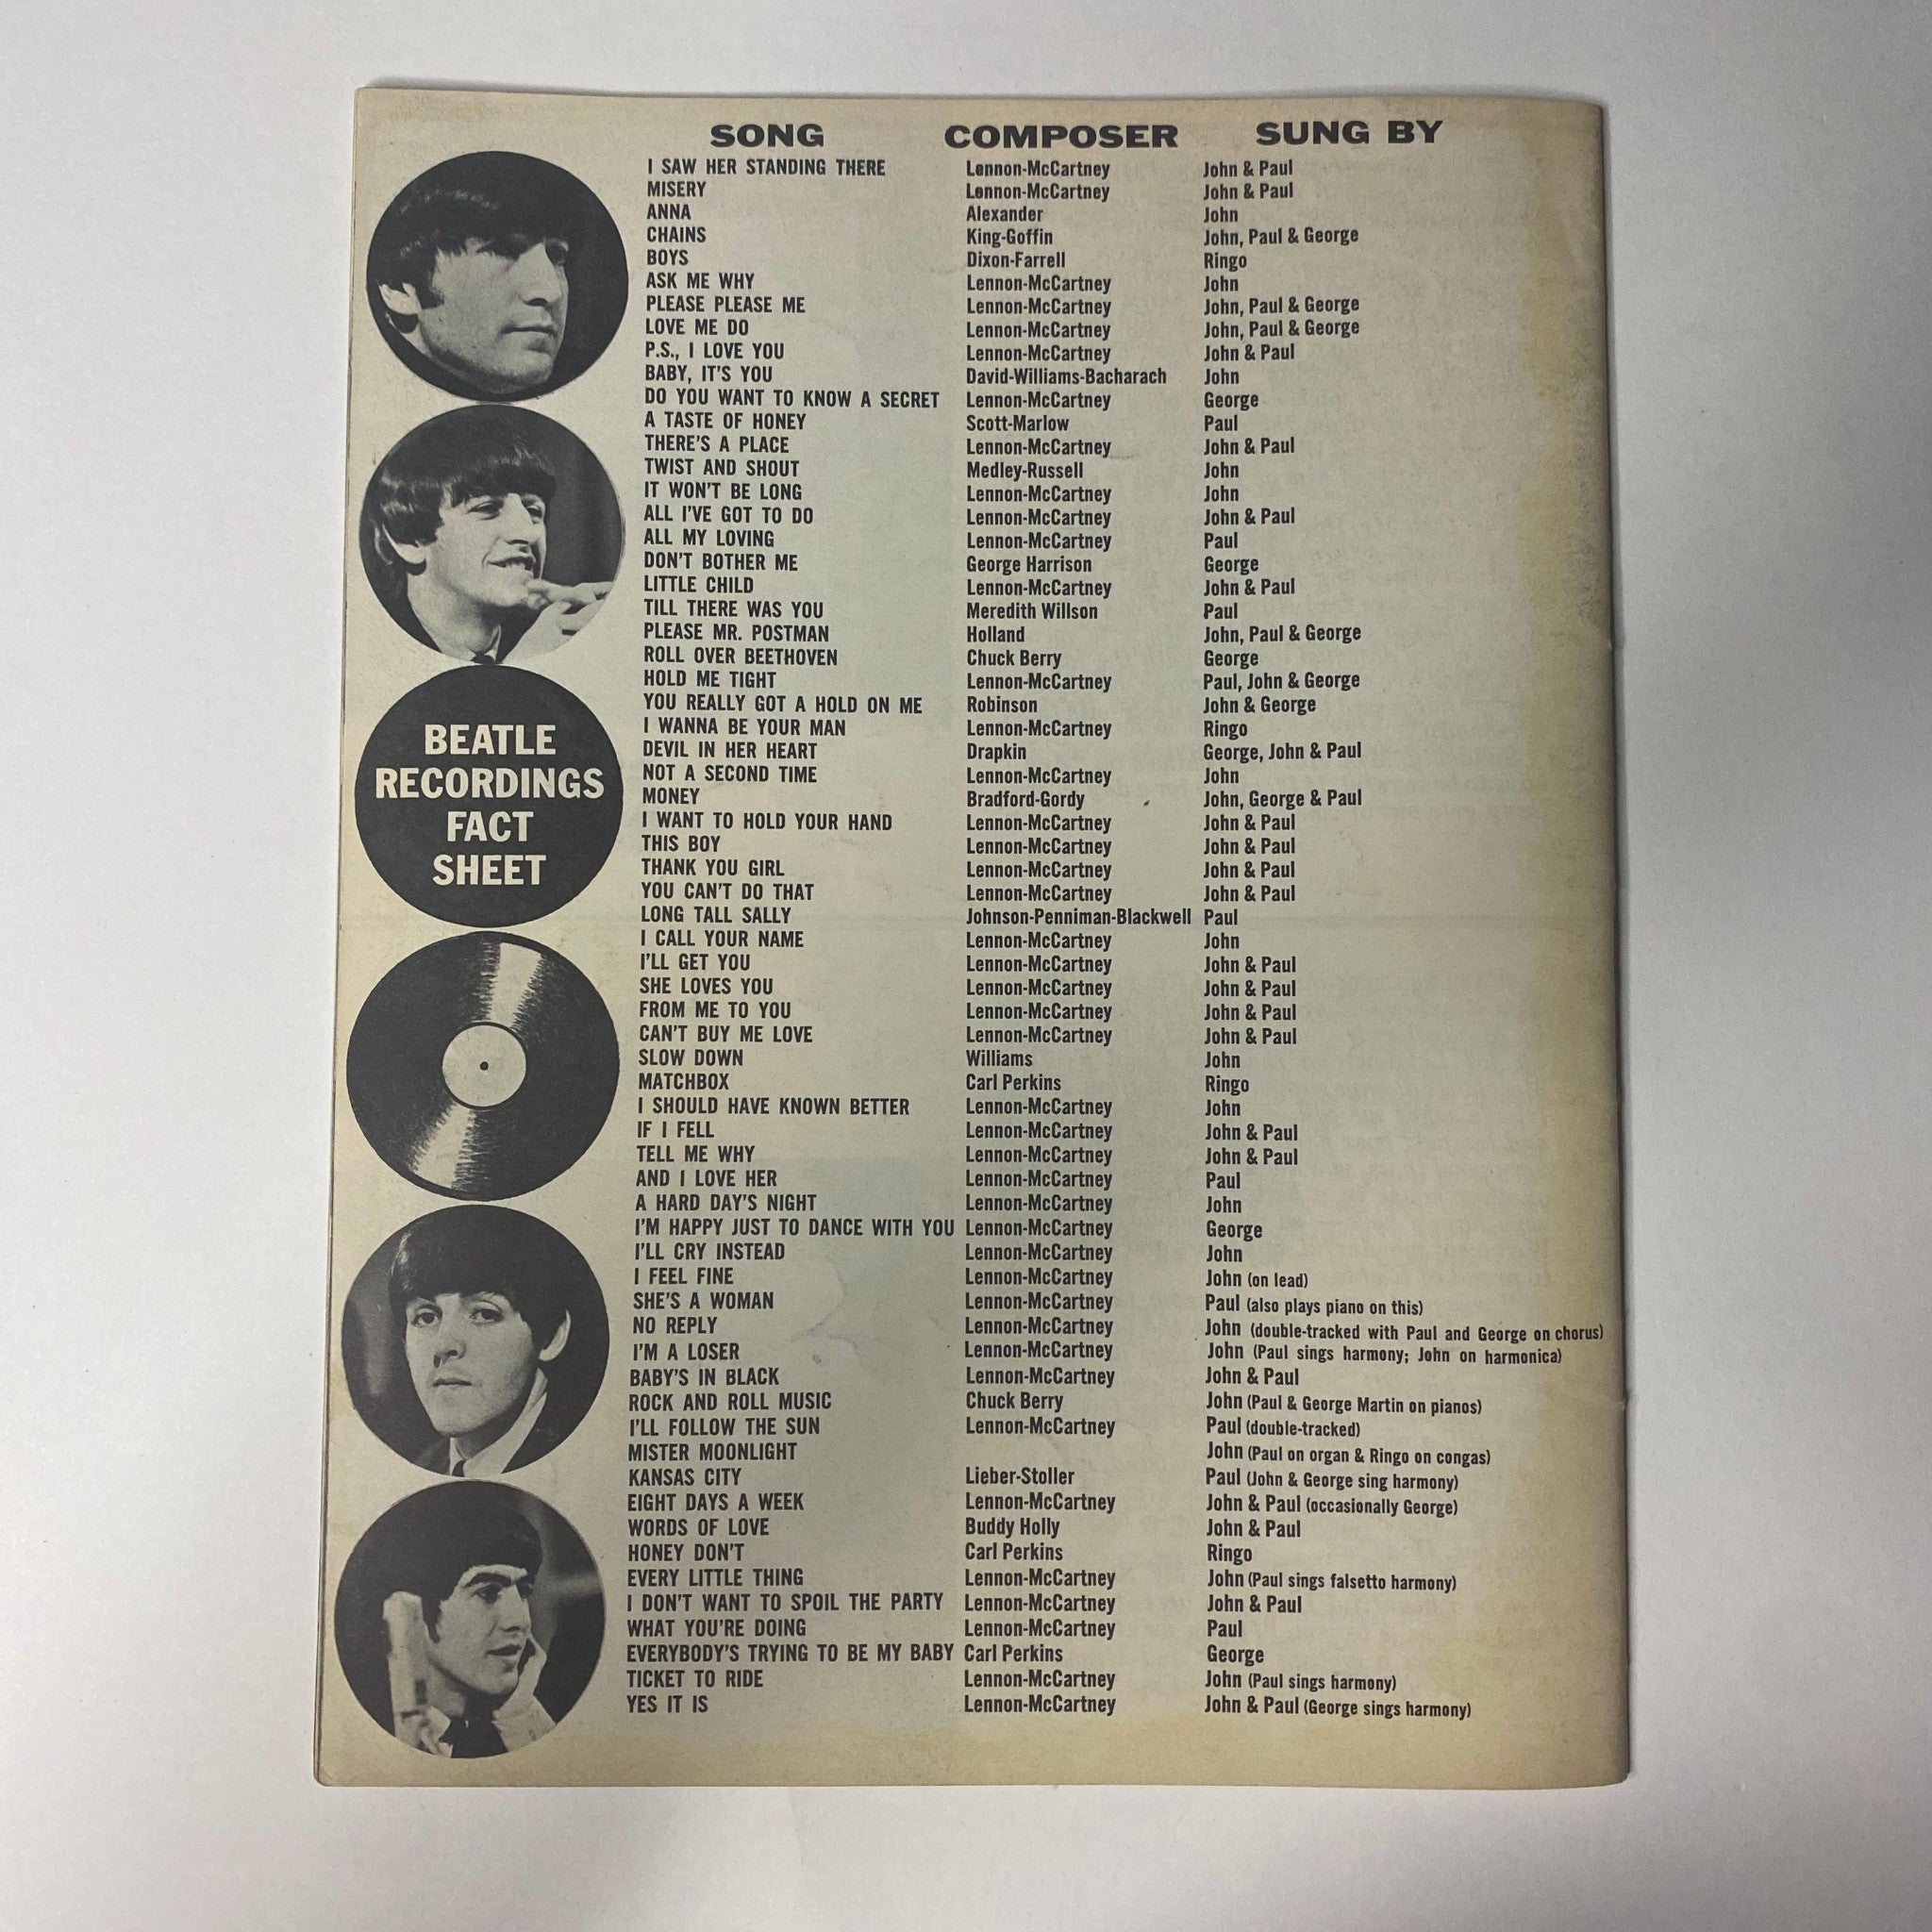 SONG COMPOSER SUNG BY
I SAW HER STANDING THERE Lennon-McCartney John & Paul
MISERY Lennon-McCartney John & Paul
ANNA Alexander John
CHAINS King-Goffin John, Paul & George
BOYS Dixon-Farrell Ringo
ASK ME WHY Lennon-McCartney John
PLEASE PLEASE ME Lennon-McCartney John, Paul & George
LOVE ME DO Lennon-McCartney John, Paul & George
P.S., I LOVE YOU Lennon-McCartney John & Paul
BABY, IT'S YOU David-Williams-Bacharach John
DO YOU WANT TO KNOW A SECRET Lennon-McCartney George
A TASTE OF HONEY Scott-Marlow Paul
THERE'S A PLACE Lennon-McCartney John & Paul
TWIST AND SHOUT Medley-Russell John
IT WON'T BE LONG Lennon-McCartney John
ALL I'VE GOT TO DO Lennon-McCartney John & Paul
ALL MY LOVING Lennon-McCartney Paul
DON'T BOTHER ME George Harrison George
LITTLE CHILD Lennon-McCartney John & Paul
TILL THERE WAS YOU Meredith Willson Paul
PLEASE MR. POSTMAN Holland John, Paul & George
ROLL OVER BEETHOVEN Chuck Berry George
HOLD ME TIGHT Lennon-McCartney Paul, John & George
YOU REALLY GOT A HOLD ON ME Robinson John & George
I WANNA BE YOUR MAN Lennon-McCartney Ringo
DEVIL IN HER HEART Drapkin George, John & Paul
NOT A SECOND TIME Lennon-McCartney John
MONEY Bradford-Gordy John, George & Paul
I WANT TO HOLD YOUR HAND Lennon-McCartney John & Paul
THIS BOY Lennon-McCartney John & Paul
THANK YOU GIRL Lennon-McCartney John & Paul
YOU CAN'T DO THAT Lennon-McCartney John & Paul
LONG TALL SALLY Johnson-Penniman-Blackwell Paul
I CALL YOUR NAME Lennon-McCartney John
I'LL GET YOU Lennon-McCartney John & Paul
SHE LOVES YOU Lennon-McCartney John & Paul
FROM ME TO YOU Lennon-McCartney John & Paul
CAN'T BUY ME LOVE Lennon-McCartney John & Paul
SLOW DOWN Williams John
MATCHBOX Carl Perkins Ringo
I SHOULD HAVE KNOWN BETTER Lennon-McCartney John
IF I FELL Lennon-McCartney John & Paul
TELL ME WHY Lennon-McCartney John & Paul
AND I LOVE HER Lennon-McCartney Paul
A HARD DAY'S NIGHT Lennon-McCartney John
I'M HAPPY JUST TO DANCE WITH YOU Lennon-McCartney George
I'LL CRY INSTEAD Lennon-McCartney John
I FEEL FINE Lennon-McCartney John (on lead)
SHE'S A WOMAN Lennon-McCartney Paul (also plays piano on this)
NO REPLY Lennon-McCartney John (double-tracked with Paul and George on chorus)
I'M A LOSER Lennon-McCartney John (Paul sings harmony; John on harmonica)
BABY'S IN BLACK Lennon-McCartney John & Paul
ROCK AND ROLL MUSIC Chuck Berry John (Paul & George Martin on pianos)
I'LL FOLLOW THE SUN Lennon-McCartney Paul (double-tracked)
MISTER MOONLIGHT John (Paul on organ & Ringo on congas)
KANSAS CITY Lieber-Stoller Paul (John & George sing harmony)
EIGHT DAYS A WEEK Lennon-McCartney John & Paul (occasionally George)
WORDS OF LOVE Buddy Holly John & Paul
HONEY DON'T Carl Perkins Ringo
EVERY LITTLE THING Lennon-McCartney John (Paul sings falsetto harmony)
I DON'T WANT TO SPOIL THE PARTY Lennon-McCartney John & Paul
WHAT YOU'RE DOING Lennon-McCartney Paul
EVERYBODY'S TRYING TO BE MY BABY Carl Perkins George
TICKET TO RIDE Lennon-McCartney John (Paul sings harmony)
YES IT IS Lennon-McCartney John & Paul (George sings harmony)
BEATLE
RECORDINGS
FACT
SHEET